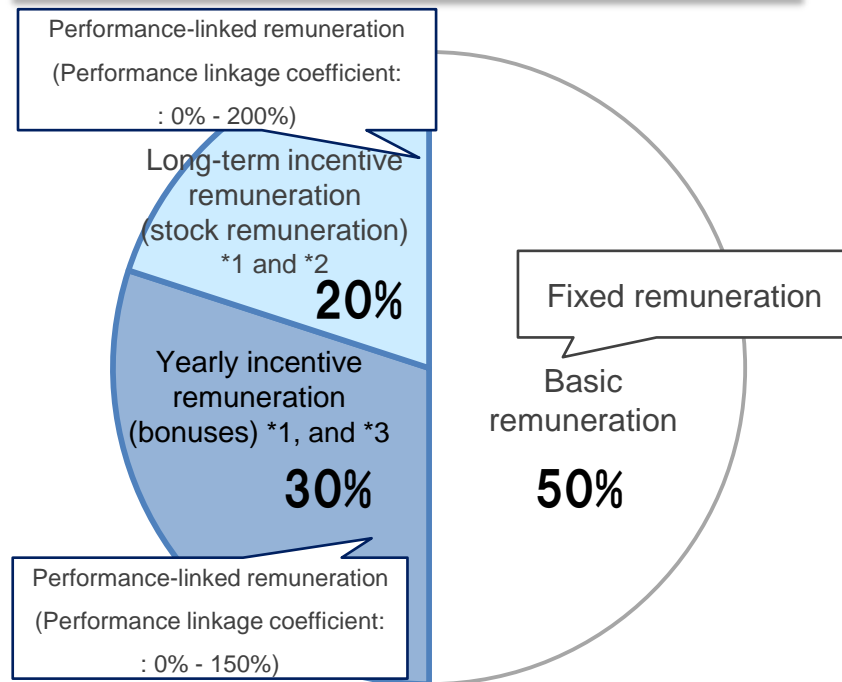 Performance-linked remuneration
(Performance linkage coefficient:
: 0% - 200%)
Long-term incentive
remuneration
(stock remuneration)
*1 and *2
20%
Fixed remuneration
Basic
remuneration
50%
Yearly incentive
remuneration
(bonuses) *1, and *3
30%
Performance-linked remuneration
(Performance linkage coefficient:
: 0% - 150%)